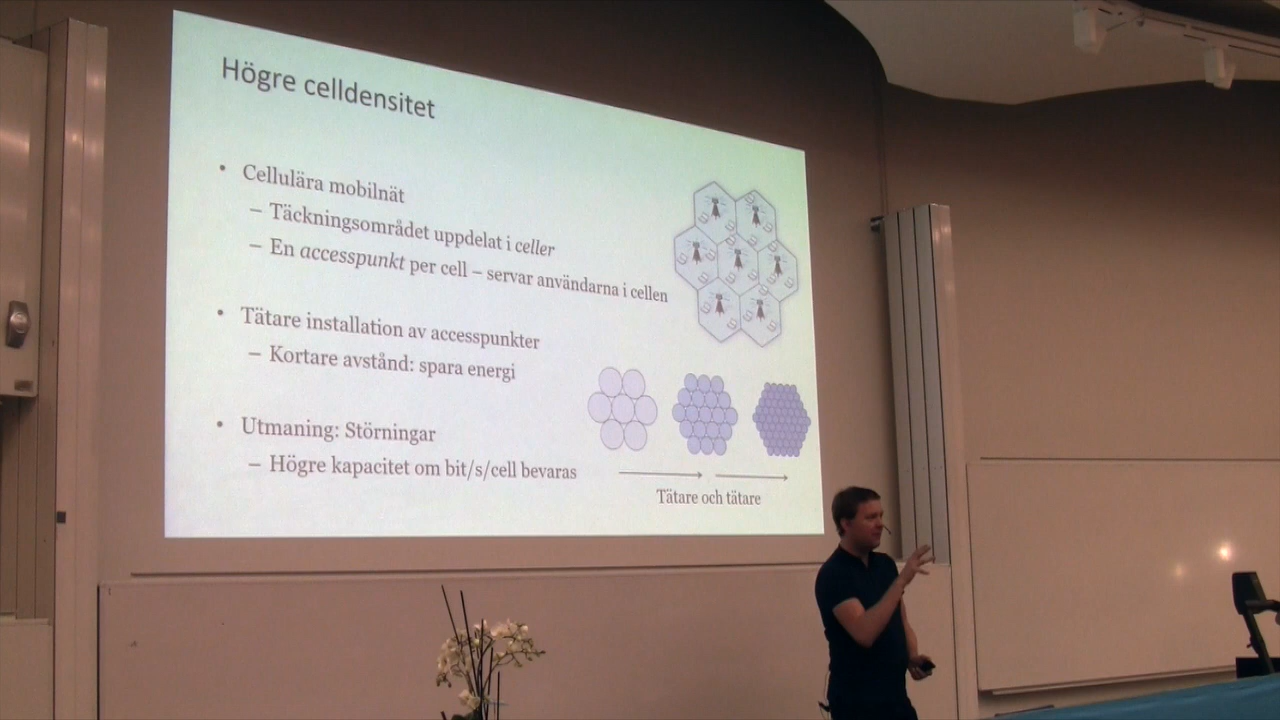 Högre celldensitet
• Cellulära mobilnät
– Täckningsområdet uppdelat i celler
– En accesspunkt per cell – servar användarna i cellen
• Tätare installation av accesspunkter
– Kortare avstånd: spara energi
• Utmaning: Störningar
– Högre kapacitet om bit/s/cell bevaras
Tätare och tätare